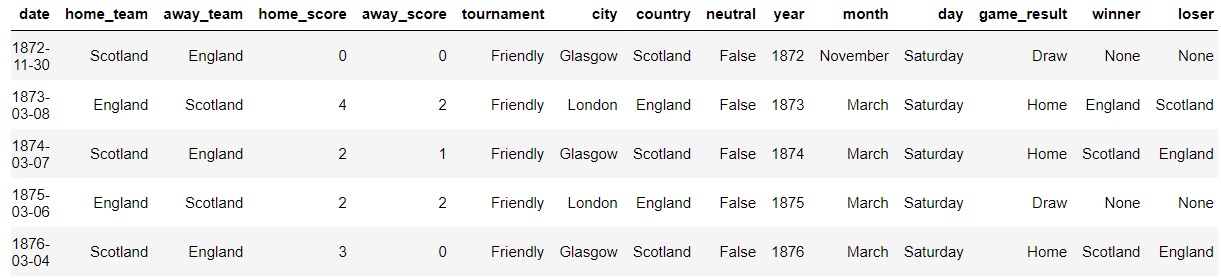 date home_team away_team home_score away_score tournament city country neutral year month day game_result winner loser
1872-
11-30 Scotland England 0 0 Friendly Glasgow Scotland False 1872 November Saturday Draw None None
1873-
03-08 England Scotland 4 2 Friendly London England False 1873 March Saturday Home England Scotland
1874-
03-07 Scotland England 2 1 Friendly Glasgow Scotland False 1874 March Saturday Home Scotland England
1875-
03-06 England Scotland 2 2 Friendly London England False 1875 March Saturday Draw None None
1876-
03-04 Scotland England 3 0 Friendly Glasgow Scotland False 1876 March Saturday Home Scotland England